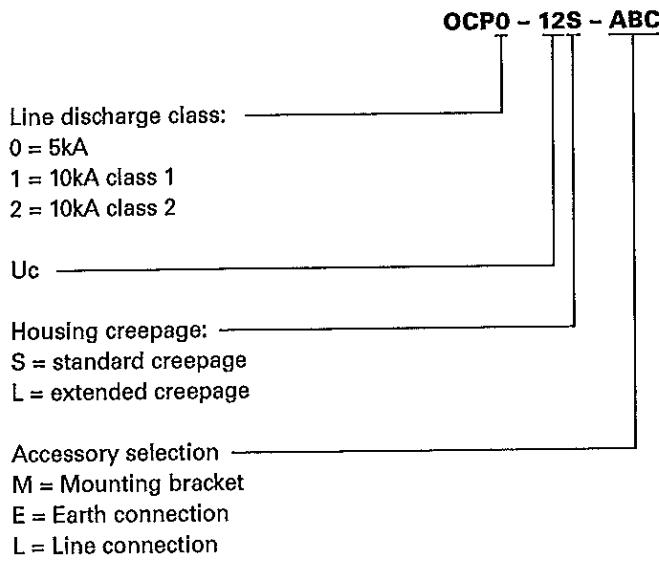 OCP0 – 12S – ABC
Line discharge class:
0 = 5kA
1 = 10kA class 1
2 = 10kA class 2
Uc
Housing creepage:
S = standard creepage
L = extended creepage
Accessory selection
M = Mounting bracket
E = Earth connection
L = Line connection